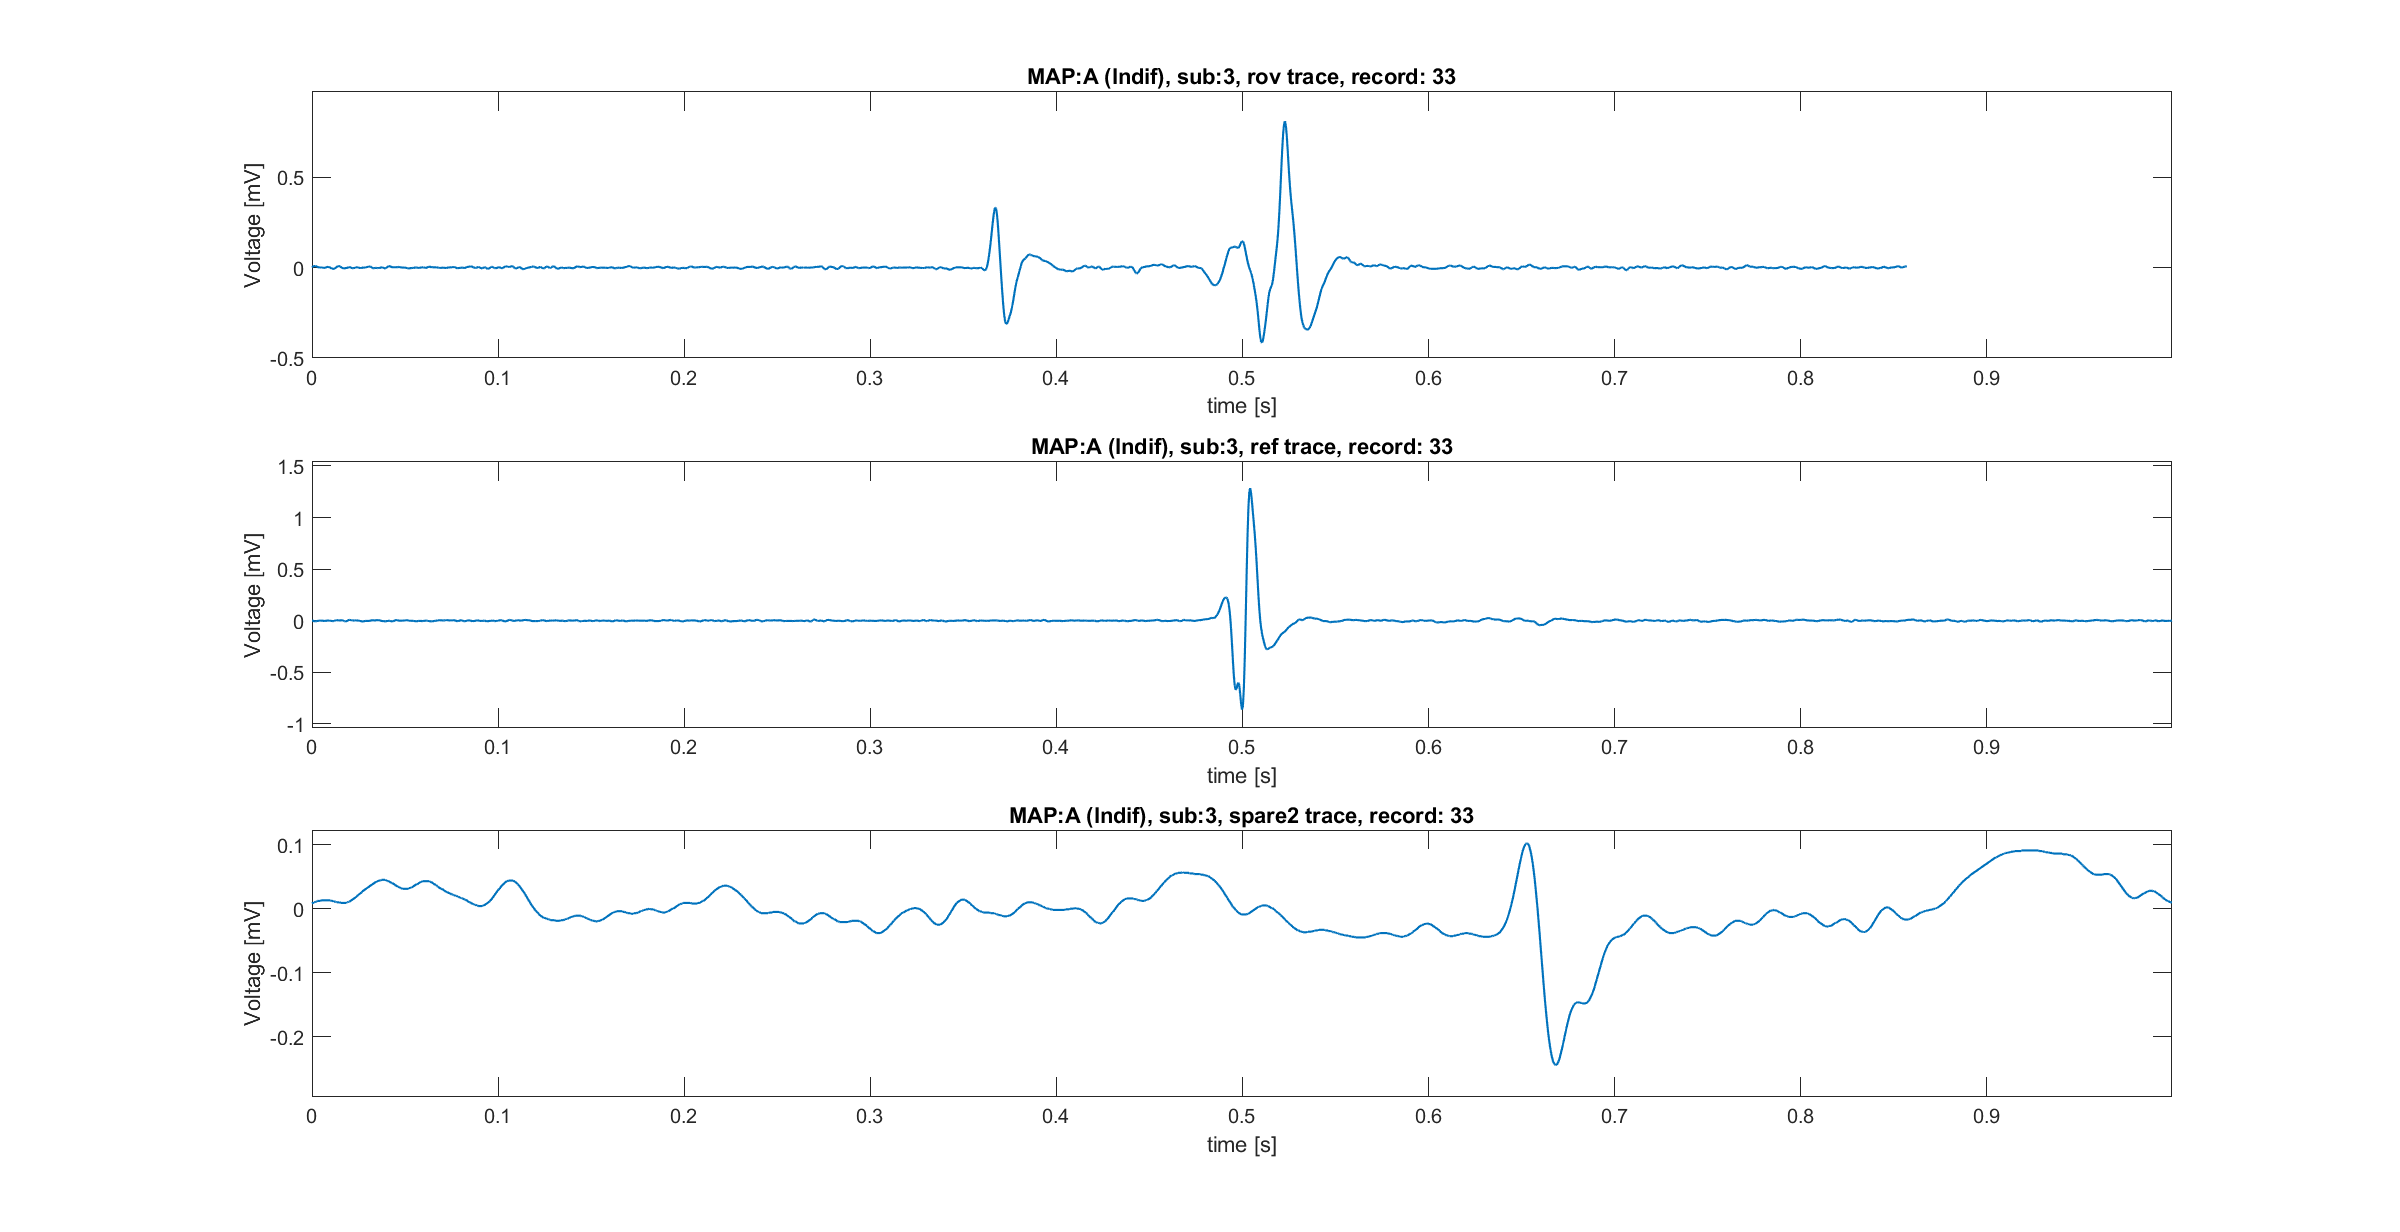 MAP:A (Indif), sub:3, rov trace, record: 33
Voltage [mV]
0.5
0
-0.5
0 0.1 0.2 0.3 0.4 0.5 0.6 0.7 0.8 0.9
time [s]
MAP:A (Indif), sub:3, ref trace, record: 33
Voltage [mV]
1.5
1
0.5
0
-0.5
-1
0 0.1 0.2 0.3 0.4 0.5 0.6 0.7 0.8 0.9
time [s]
MAP:A (Indif), sub:3, spare2 trace, record: 33
Voltage [mV]
0.1
0
-0.1
-0.2
0 0.1 0.2 0.3 0.4 0.5 0.6 0.7 0.8 0.9
time [s]